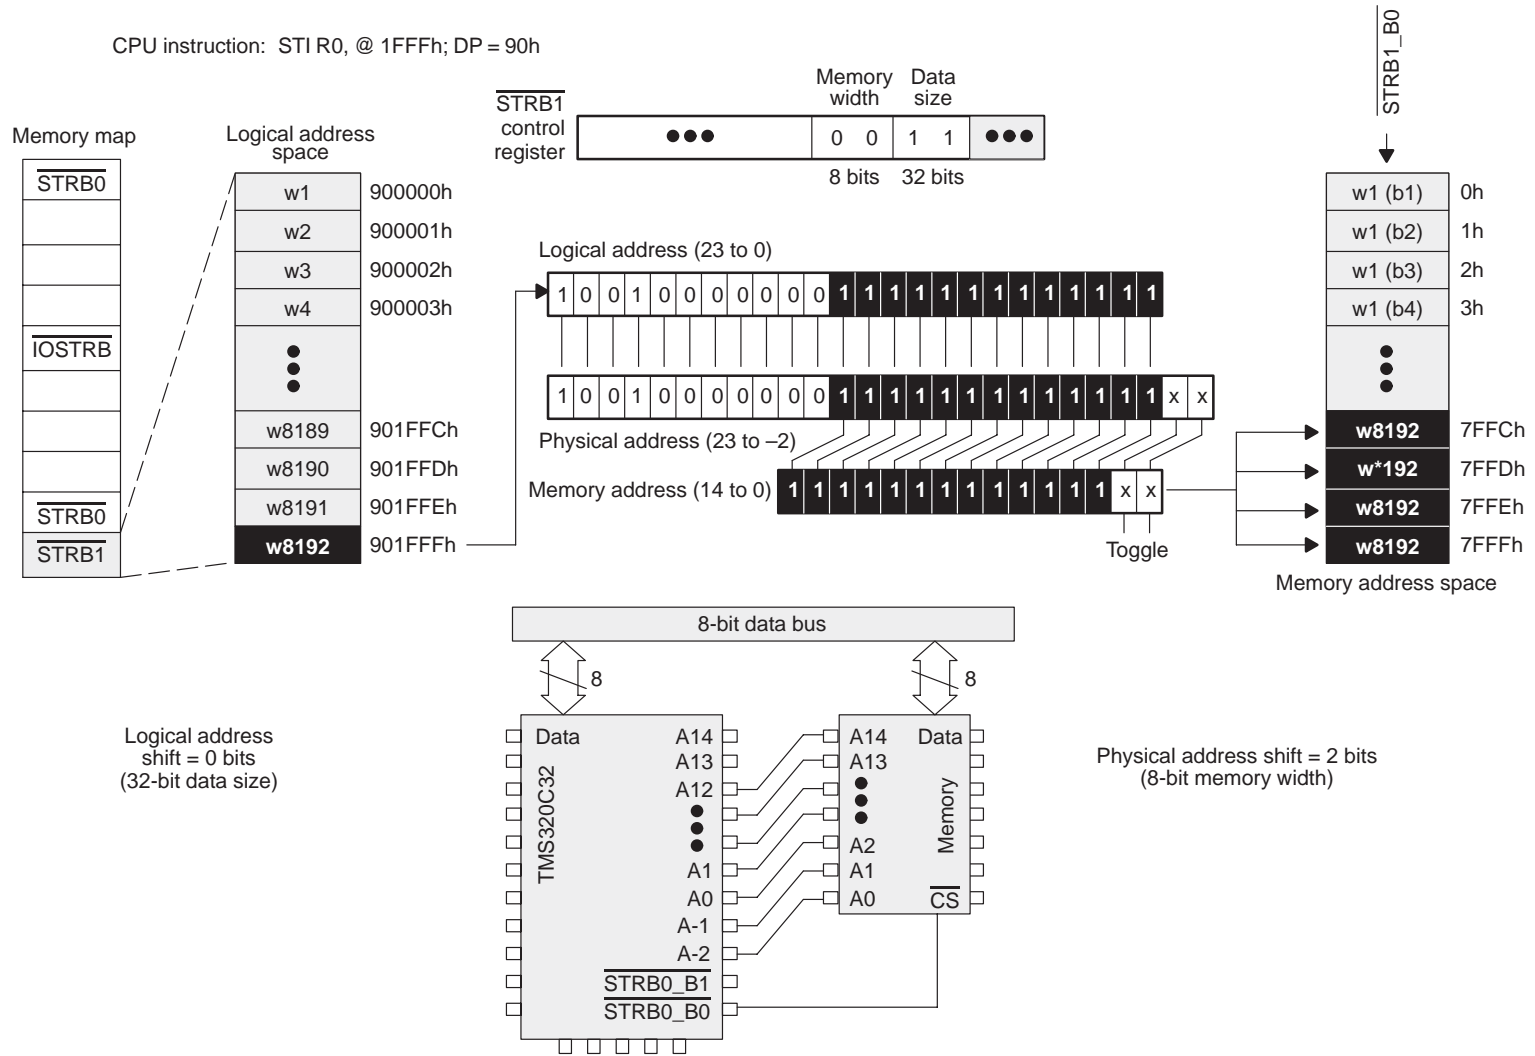 CPU instruction: STI R0, @ 1FFFh; DP = 90h
STRB1_B0
Memory width
Data size
STRB1 control register
●●● 0 0 1 1 ●●●
8 bits 32 bits
Memory map
STRB0
IOSTRB
STRB0
STRB1
Logical address space
w1 900000h
w2 900001h
w3 900002h
w4 900003h
w8189 901FFCh
w8190 901FFDh
w8191 901FFEh
w8192 901FFFh
Logical address (23 to 0)
1 0 0 1 0 0 0 0 0 0 0 1 1 1 1 1 1 1 1 1 1 1 1 1
1 0 0 1 0 0 0 0 0 0 0 1 1 1 1 1 1 1 1 1 1 1 1 1 x x
Physical address (23 to –2)
Memory address (14 to 0) 1 1 1 1 1 1 1 1 1 1 1 1 1 x x
Toggle
w1 (b1) 0h
w1 (b2) 1h
w1 (b3) 2h
w1 (b4) 3h
w8192 7FFCh
w*192 7FFDh
w8192 7FFEh
w8192 7FFFh
Memory address space
8-bit data bus
8
8
Logical address
shift = 0 bits
(32-bit data size)
TMS320C32
Data
A14
A13
A12
A1
A0
A-1
A-2
STRB0_B1
STRB0_B0
A14
A13
A2
A1
A0
Data
Memory
CS
Physical address shift = 2 bits
(8-bit memory width)